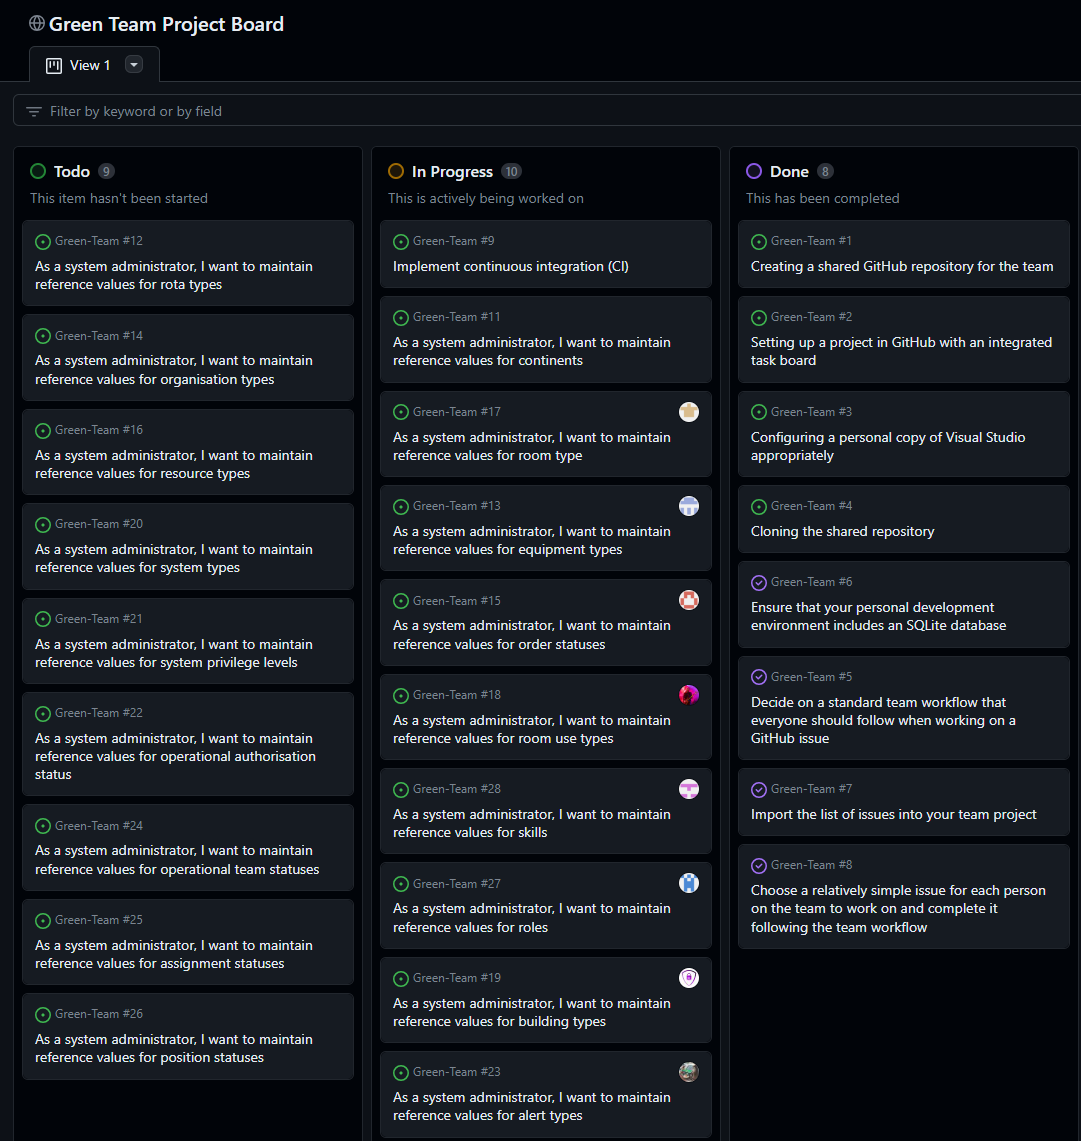 Green Team Project Board
View 1
Filter by keyword or by field
Todo 9
This item hasn't been started
Green-Team #12
As a system administrator, I want to maintain
reference values for rota types
Green-Team #14
As a system administrator, I want to maintain
reference values for organisation types
Green-Team #16
As a system administrator, I want to maintain
reference values for resource types
Green-Team #20
As a system administrator, I want to maintain
reference values for system types
Green-Team #21
As a system administrator, I want to maintain
reference values for system privilege levels
Green-Team #22
As a system administrator, I want to maintain
reference values for operational authorisation
status
Green-Team #24
As a system administrator, I want to maintain
reference values for operational team statuses
Green-Team #25
As a system administrator, I want to maintain
reference values for assignment statuses
Green-Team #26
As a system administrator, I want to maintain
reference values for position statuses
In Progress 10
This is actively being worked on
Green-Team #9
Implement continuous integration (CI)
Green-Team #11
As a system administrator, I want to maintain
reference values for continents
Green-Team #17
As a system administrator, I want to maintain
reference values for room type
Green-Team #13
As a system administrator, I want to maintain
reference values for equipment types
Green-Team #15
As a system administrator, I want to maintain
reference values for order statuses
Green-Team #18
As a system administrator, I want to maintain
reference values for room use types
Green-Team #28
As a system administrator, I want to maintain
reference values for skills
Green-Team #27
As a system administrator, I want to maintain
reference values for roles
Green-Team #19
As a system administrator, I want to maintain
reference values for building types
Green-Team #23
As a system administrator, I want to maintain
reference values for alert types
Done 8
This has been completed
Green-Team #1
Creating a shared GitHub repository for the team
Green-Team #2
Setting up a project in GitHub with an integrated
task board
Green-Team #3
Configuring a personal copy of Visual Studio
appropriately
Green-Team #4
Cloning the shared repository
Green-Team #6
Ensure that your personal development
environment includes an SQLite database
Green-Team #5
Decide on a standard team workflow that
everyone should follow when working on a
GitHub issue
Green-Team #7
Import the list of issues into your team project
Green-Team #8
Choose a relatively simple issue for each person
on the team to work on and complete it
following the team workflow